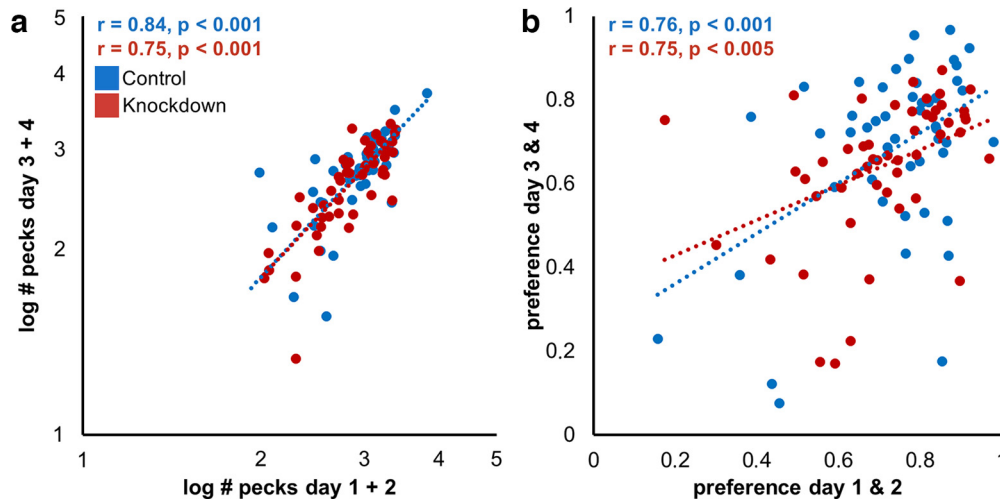 a
r = 0.84, p < 0.001
r = 0.75, p < 0.001
Control
Knockdown
5
4
3
2
1
log # pecks day 3 + 4
1
2
3
4
5
log # pecks day 1 + 2
b
r = 0.76, p < 0.001
r = 0.75, p < 0.005
1
0.8
0.6
0.4
0.2
0
preference day 3 & 4
0
0.2
0.4
0.6
0.8
1
preference day 1 & 2